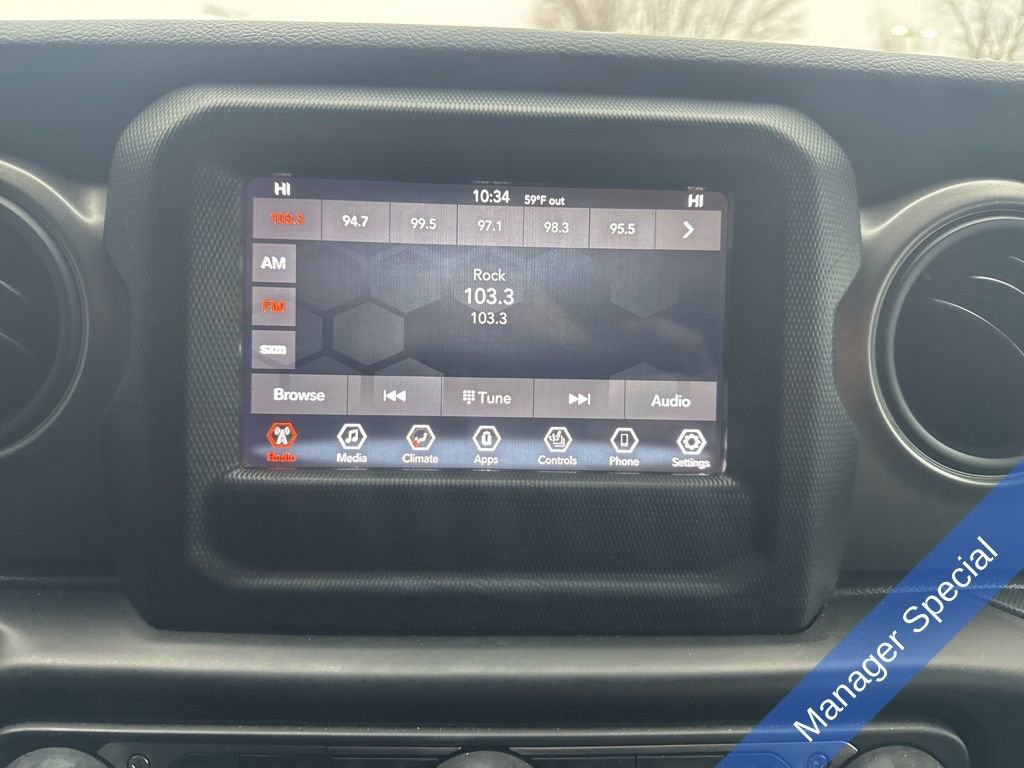 HI 10:34 59°F out HI
103.3 94.7 99.5 97.1 98.3 95.5
AM
Rock
103.3
103.3
FM
sxm
Browse Tune Audio
Radio Media Climate Apps Controls Phone Settings
Manager Special